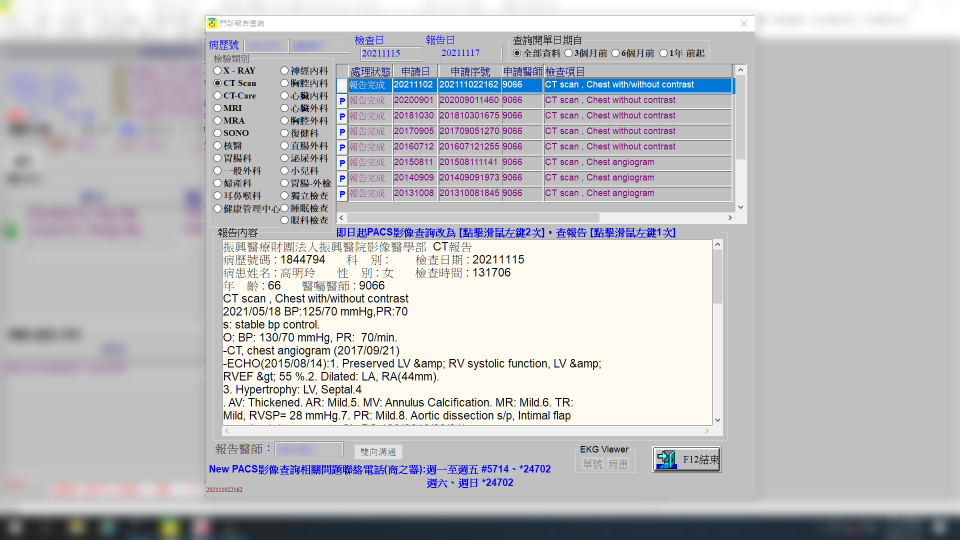 門診報告查詢
病歷號
檢查日
20211115
報告日
20211117
查詢開單日期自
全部資料 3個月前 6個月前 1年 前起
檢驗類別
X - RAY
CT Scan
CT-Care
MRI
MRA
SONO
核醫
胃腸科
一般外科
婦產科
耳鼻喉科
健康管理中心
神經內科
胸腔內科
心臟內科
心臟外科
胸腔外科
復健科
直腸外科
泌尿外科
小兒科
胃腸-外檢
獨立檢查
睡眠檢查
眼科檢查
處理狀態 申請日 申請序號 申請醫師 檢查項目
報告完成 20211102 202111022162 9066 CT scan , Chest with/without contrast
P 報告完成 20200901 202009011460 9066 CT scan , Chest without contrast
P 報告完成 20181030 201810301675 9066 CT scan , Chest without contrast
P 報告完成 20170905 201709051270 9066 CT scan , Chest without contrast
P 報告完成 20160712 201607121255 9066 CT scan , Chest without contrast
P 報告完成 20150811 201508111141 9066 CT scan , Chest angiogram
P 報告完成 20140909 201409091973 9066 CT scan , Chest angiogram
P 報告完成 20131008 201310081845 9066 CT scan , Chest angiogram
報告內容
即日起PACS影像查詢改為 [點擊滑鼠左鍵2次]，查報告 [點擊滑鼠左鍵1次]
振興醫療財團法人振興醫院影像醫學部 CT報告
病歷號碼 : 1844794 科 別 : 檢查日期 : 20211115
病患姓名 : 高明玲 性 別 : 女 檢查時間 : 131706
年 齡 : 66 醫囑醫師 : 9066
CT scan , Chest with/without contrast
2021/05/18 BP:125/70 mmHg,PR:70
s: stable bp control.
O: BP: 130/70 mmHg, PR: 70/min.
-CT, chest angiogram (2017/09/21)
-ECHO(2015/08/14):1. Preserved LV &amp; RV systolic function, LV &amp;
RVEF &gt; 55 %.2. Dilated: LA, RA(44mm).
3. Hypertrophy: LV, Septal.4
. AV: Thickened. AR: Mild.5. MV: Annulus Calcification. MR: Mild.6. TR:
Mild, RVSP= 28 mmHg.7. PR: Mild.8. Aortic dissection s/p, Intimal flap
報告醫師：
雙向溝通
EKG Viewer
單號 病患
F12結束
New PACS影像查詢相關問題聯絡電話(商之器):週一至週五 #5714、*24702
週六、週日 *24702
202111022162